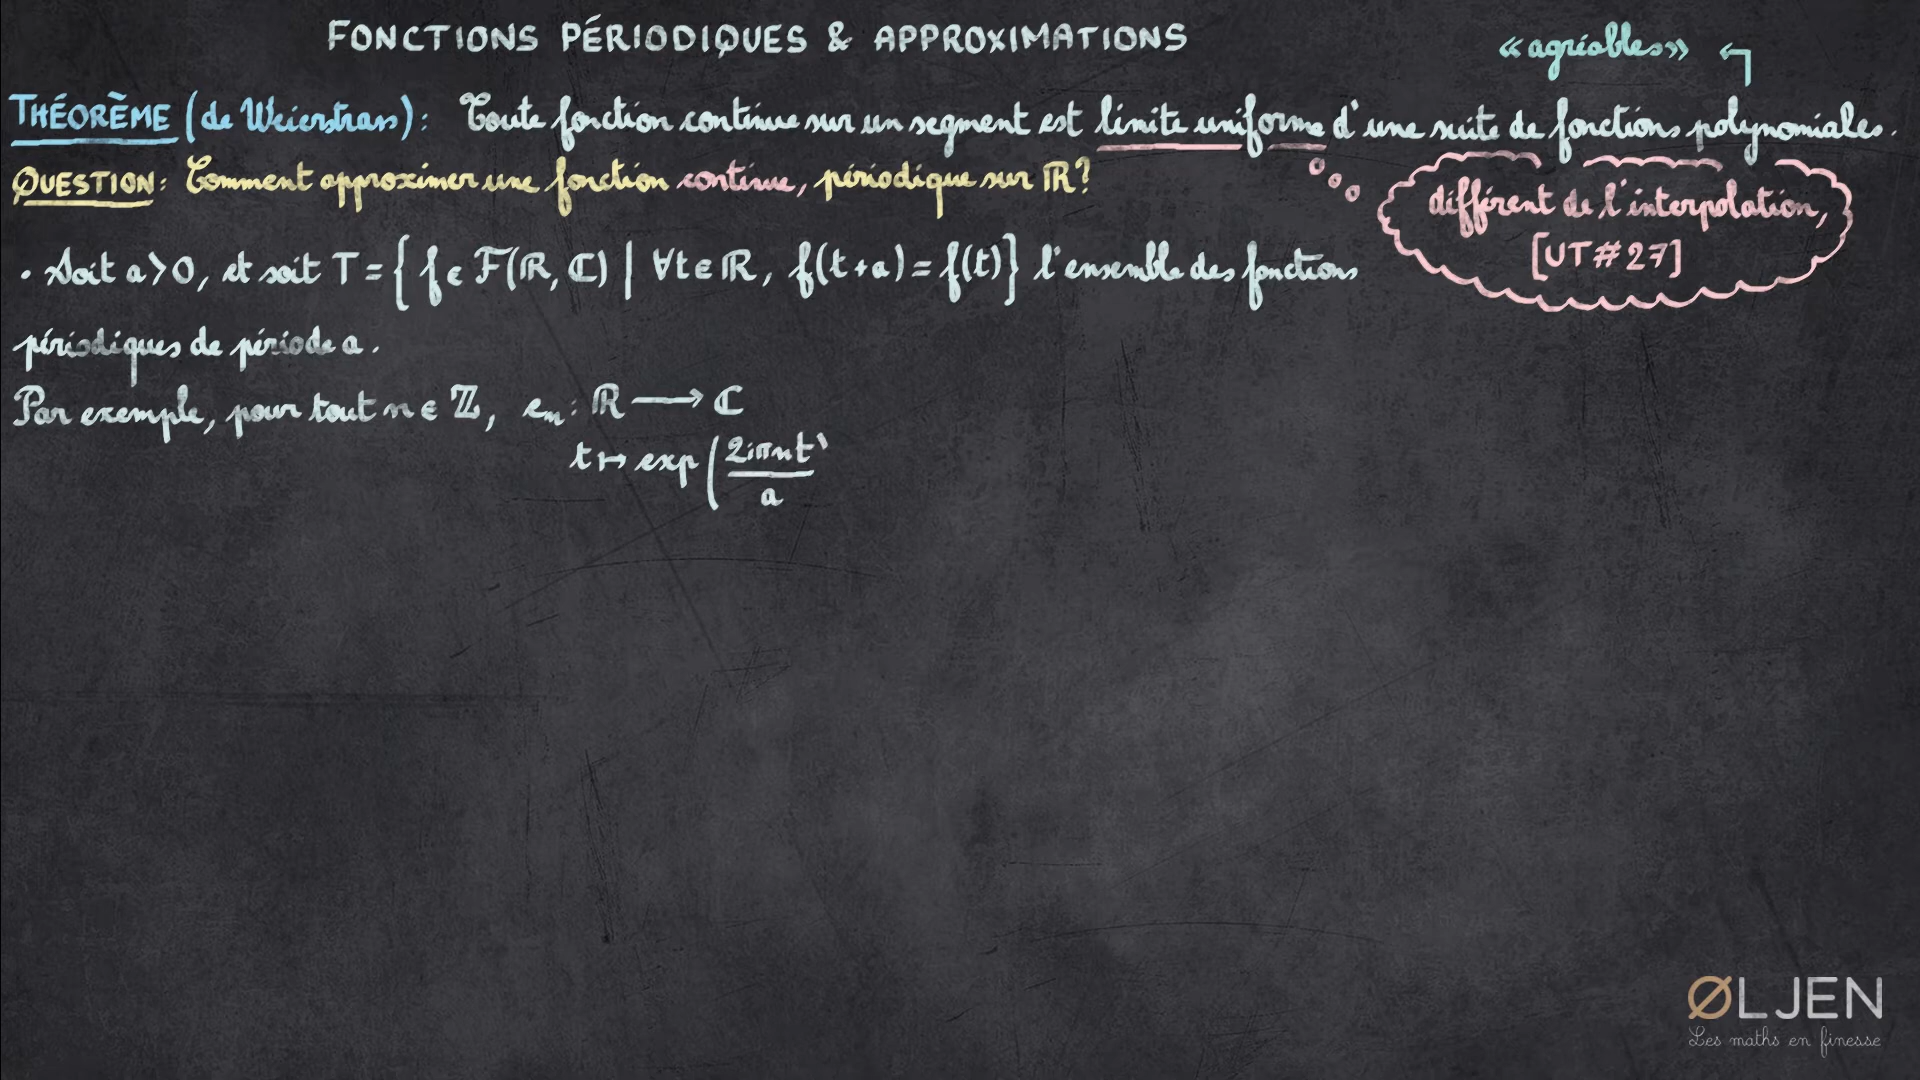 FONCTIONS PÉRIODIQUES & APPROXIMATIONS
«agréables»
THÉORÈME (de Weierstrass): Toute fonction continue sur un segment est limite uniforme d'une suite de fonctions polynomiales.
QUESTION: Comment approximer une fonction continue, périodique sur ℝ?
différent de l'interpolation,
[UT#27]
• Soit a>0, et soit T = { f ∈ F(ℝ, ℂ) | ∀t ∈ ℝ, f(t+a) = f(t)} l'ensemble des fonctions
périodiques de période a.
Par exemple, pour tout n ∈ ℤ, eₙ: ℝ ⟶ ℂ
t ↦ exp(2iπnt/a
ØLJEN
Les maths en finesse